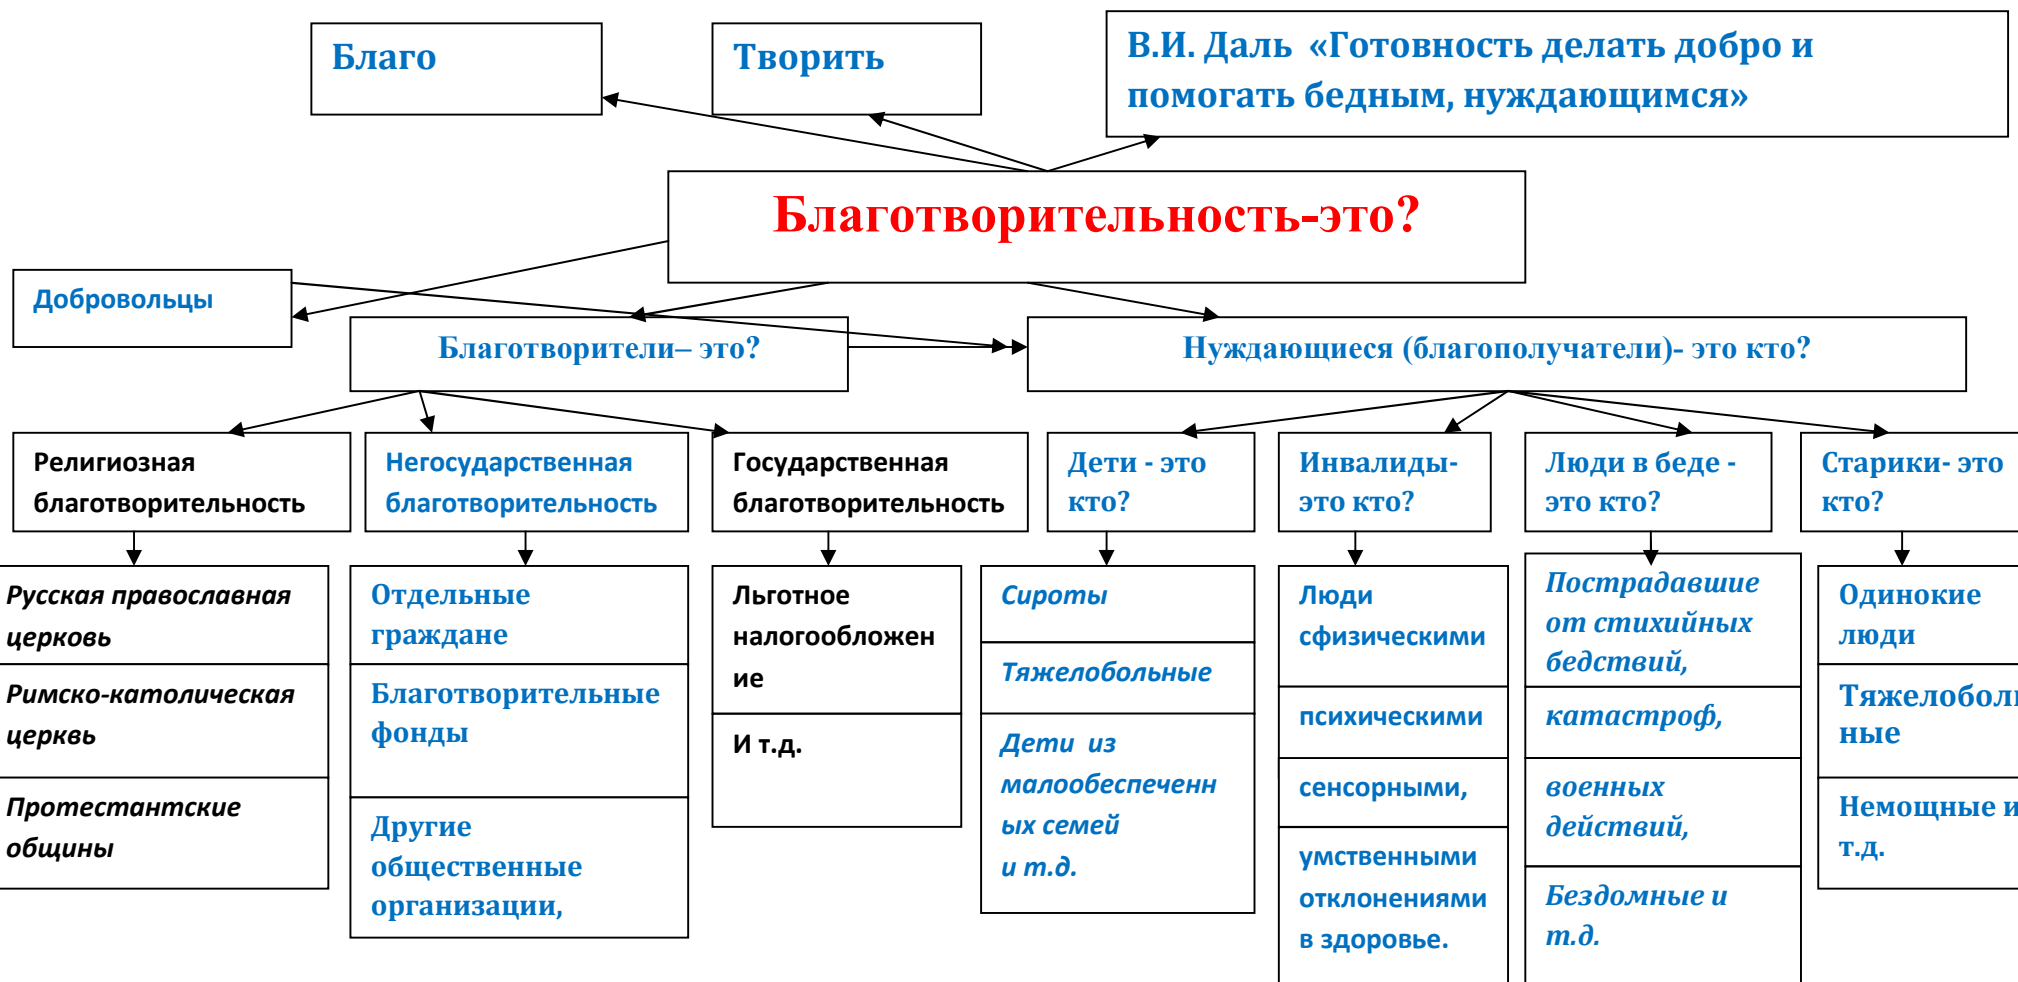 Благо
Творить
В.И. Даль «Готовность делать добро и
помогать бедным, нуждающимся»
Благотворительность-это?
Добровольцы
Благотворители– это?
Нуждающиеся (благополучатели)- это кто?
Религиозная
благотворительность
Негосударственная
благотворительность
Государственная
благотворительность
Дети - это
кто?
Инвалиды-
это кто?
Люди в беде -
это кто?
Старики- это
кто?
Русская православная
церковь
Римско-католическая
церквь
Протестантские
общины
Отдельные
граждане
Благотворительные
фонды
Другие
общественные
организации,
Льготное
налогообложен
ие
И т.д.
Сироты
Тяжелобольные
Дети из
малообеспеченн
ых семей
и т.д.
Люди
сфизическими
психическими
сенсорными,
умственными
отклонениями
в здоровье.
Пострадавшие
от стихийных
бедствий,
катастроф,
военных
действий,
Бездомные и
т.д.
Одинокие
люди
Тяжелоболь
ные
Немощные и
т.д.